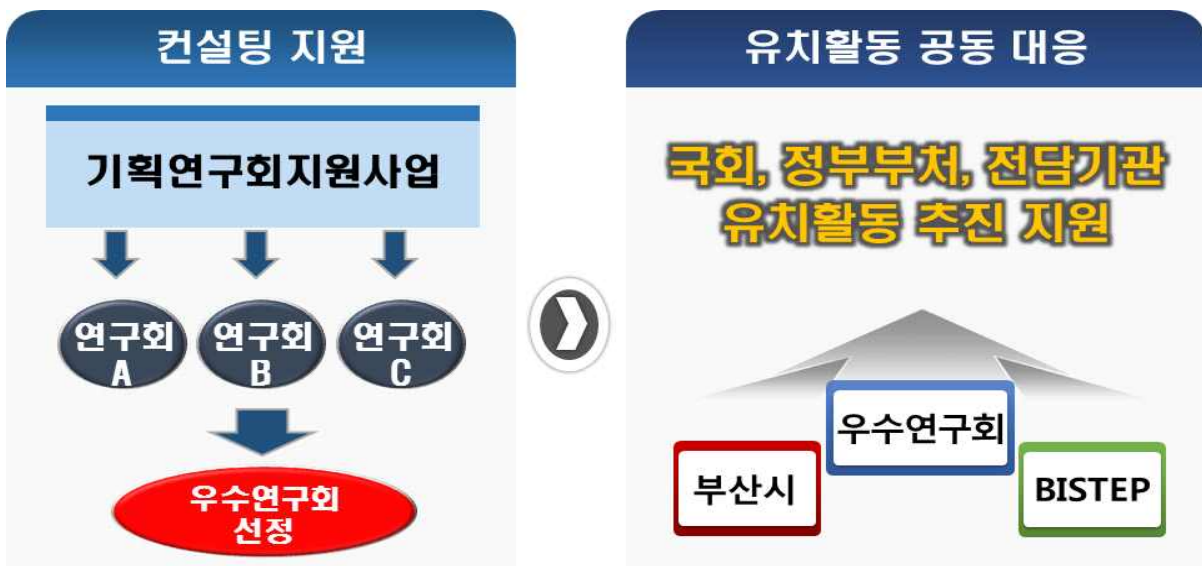 컨설팅 지원
기획연구회지원사업
연구회
A
연구회
B
연구회
C
우수연구회
선정
유치활동 공동 대응
국회, 정부부처, 전담기관
유치활동 추진 지원
우수연구회
부산시
BISTEP